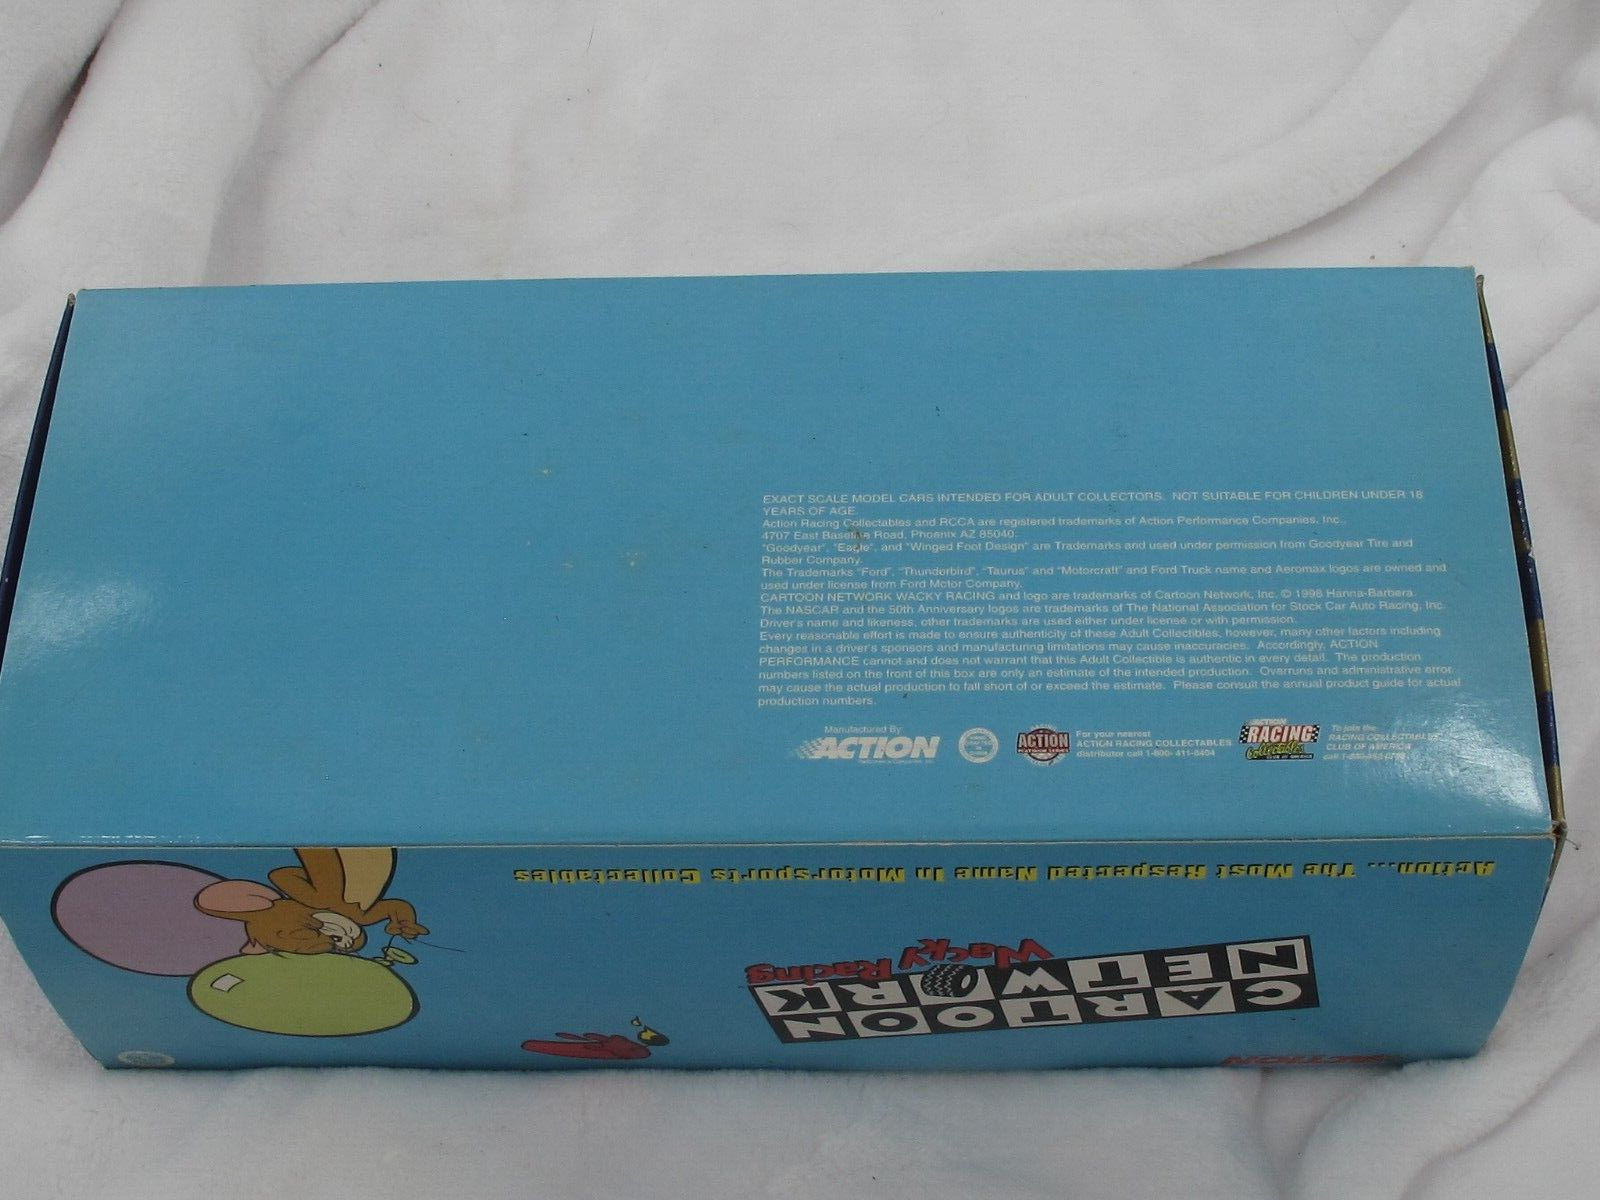 EXACT SCALE MODEL CARS INTENDED FOR ADULT COLLECTORS. NOT SUITABLE FOR CHILDREN UNDER 18
YEARS OF AGE.
Action Racing Collectables and RCCA are registered trademarks of Action Performance Companies, Inc.,
4707 East Baseline Road, Phoenix AZ 85040.
"Goodyear", "Eagle", and "Winged Foot Design" are Trademarks and used under permission from Goodyear Tire and
Rubber Company.
The Trademarks "Ford", "Thunderbird", "Taurus" and "Motorcraft" and Ford Truck name and Aeromax logos are owned and
used under license from Ford Motor Company.
CARTOON NETWORK WACKY RACING and logo are trademarks of Cartoon Network, Inc. © 1998 Hanna-Barbera.
The NASCAR and the 50th Anniversary logos are trademarks of The National Association for Stock Car Auto Racing, Inc.
Driver's name and likeness, other trademarks are used either under license or with permission.
Every reasonable effort is made to ensure authenticity of these Adult Collectibles, however, many other factors including
changes in a driver's sponsors and manufacturing limitations may cause inaccuracies. Accordingly, ACTION
PERFORMANCE cannot and does not warrant that this Adult Collectible is authentic in every detail. The production
numbers listed on the front of this box are only an estimate of the intended production. Overruns and administrative error
may cause the actual production to fall short of or exceed the estimate. Please consult the annual product guide for actual
production numbers.
Manufactured By:
ACTION
ACTION
PLATINUM SERIES
For your nearest
ACTION RACING COLLECTABLES
distributor call 1-800-411-8404
ACTION
RACING
Collectables
CLUB OF AMERICA
To join the
RACING COLLECTABLES
CLUB OF AMERICA
Action... The Most Respected Name In Motorsports Collectables
CARTOON
NETWORK
Wacky Racing
ACTION